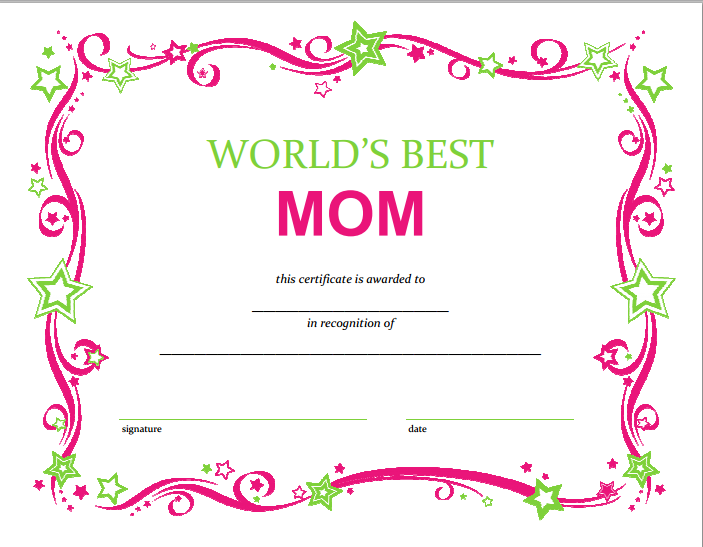 WORLD’S BEST
MOM
this certificate is awarded to
in recognition of
signature date